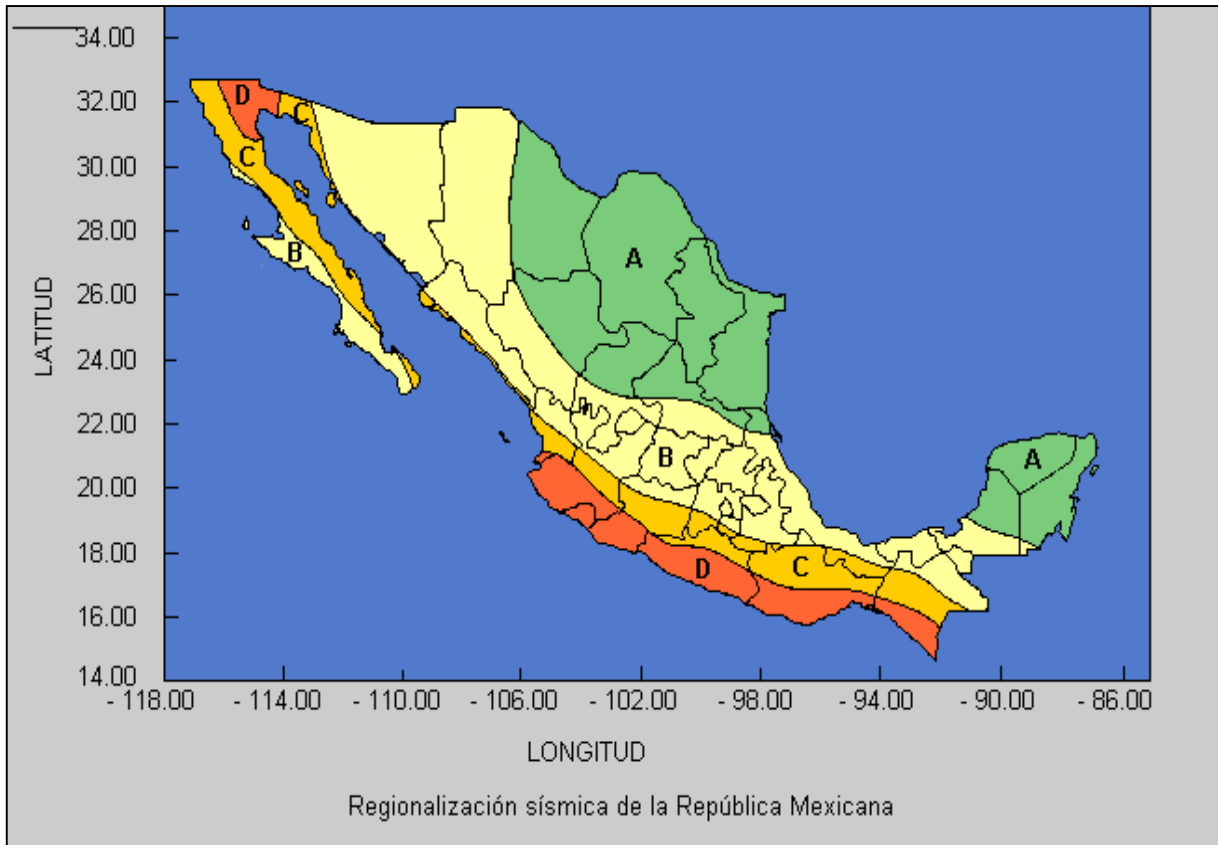 34.00
32.00
30.00
28.00
26.00
24.00
22.00
20.00
18.00
16.00
14.00
LATITUD
D
C
C
B
A
B
A
D
C
- 118.00 - 114.00 - 110.00 - 106.00 - 102.00 - 98.00 - 94.00 - 90.00 - 86.00
LONGITUD
Regionalización sísmica de la República Mexicana